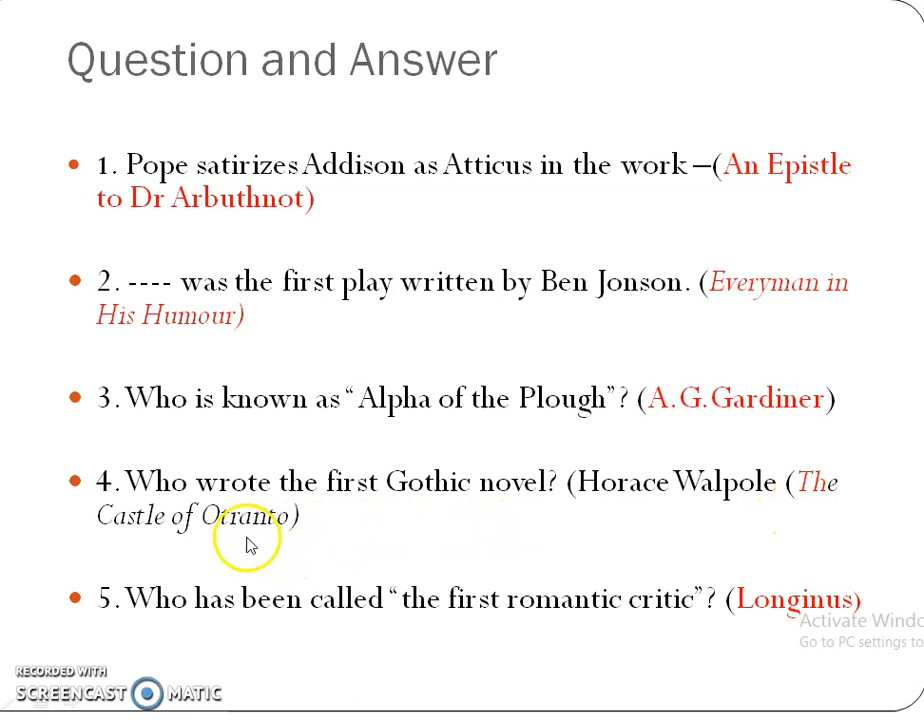 Question and Answer
1. Pope satirizes Addison as Atticus in the work –(An Epistle
to Dr Arbuthnot)
2. ---- was the first play written by Ben Jonson. (Everyman in
His Humour)
3. Who is known as “Alpha of the Plough”? (A.G.Gardiner)
4. Who wrote the first Gothic novel? (Horace Walpole (The
Castle of Otranto)
5. Who has been called “the first romantic critic”? (Longinus)
Activate Windo
Go to PC settings to
RECORDED WITH
SCREENCAST MATIC